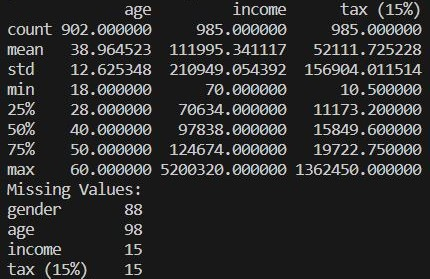 age income tax (15%)
count 902.000000 985.000000 985.000000
mean 38.964523 111995.341117 52111.725228
std 12.625348 210949.054392 156904.011514
min 18.000000 70.000000 10.500000
25% 28.000000 70634.000000 11173.200000
50% 40.000000 97838.000000 15849.600000
75% 50.000000 124674.000000 19722.750000
max 60.000000 5200320.000000 1362450.000000
Missing Values:
gender 88
age 98
income 15
tax (15%) 15